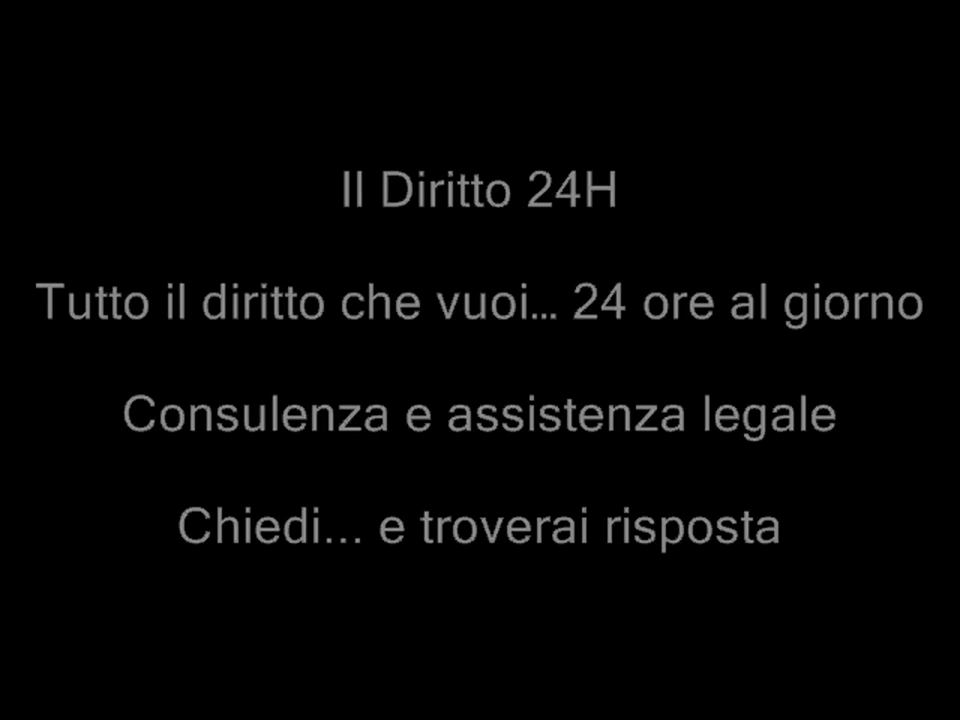 Il Diritto 24H
Tutto il diritto che vuoi… 24 ore al giorno
Consulenza e assistenza legale
Chiedi... e troverai risposta